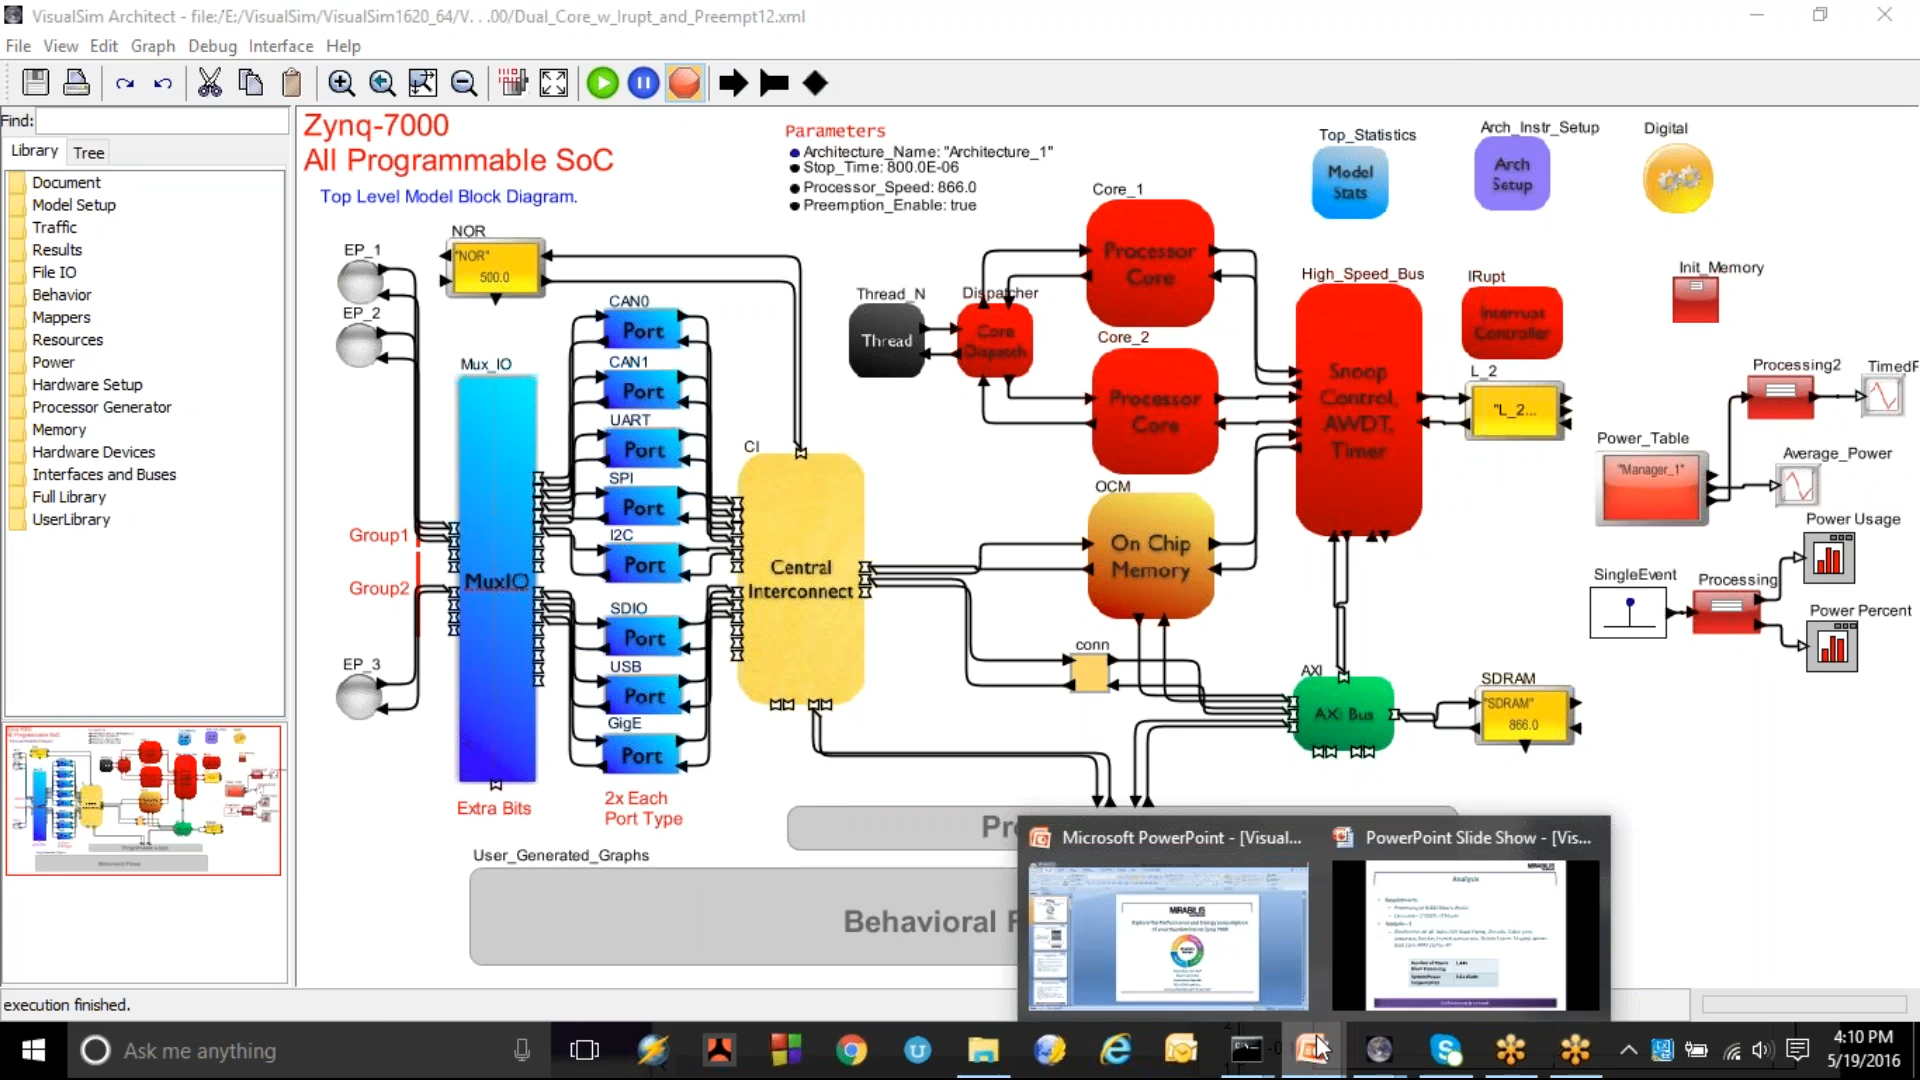 VisualSim Architect - file:/E:/VisualSim/VisualSim1620_64/V. . .00/Dual_Core_w_Irupt_and_Preempt12.xml
File View Edit Graph Debug Interface Help
Find:
Library Tree
Document
Model Setup
Traffic
Results
File IO
Behavior
Mappers
Resources
Power
Hardware Setup
Processor Generator
Memory
Hardware Devices
Interfaces and Buses
Full Library
UserLibrary
Zynq-7000
All Programmable SoC
Top Level Model Block Diagram.
Parameters
Architecture_Name: "Architecture_1"
Stop_Time: 800.0E-06
Processor_Speed: 866.0
Preemption_Enable: true
Top_Statistics
Model
Stats
Arch_Instr_Setup
Arch
Setup
Digital
EP_1
EP_2
EP_3
NOR
"NOR"
500.0
Mux_IO
MuxIO
Group1
Group2
Extra Bits
CAN0
Port
CAN1
Port
UART
Port
SPI
Port
I2C
Port
SDIO
Port
USB
Port
GigE
Port
2x Each
Port Type
CI
Central
Interconnect
Thread_N
Thread
Dispatcher
Core
Dispatch
Core_1
Processor
Core
Core_2
Processor
Core
OCM
On Chip
Memory
conn
High_Speed_Bus
Snoop
Control,
AWDT,
Timer
IRupt
Interrupt
Controller
L_2
"L_2...
Init_Memory
Processing2
TimedP
Power_Table
"Manager_1"
Average_Power
Power Usage
SingleEvent
Processing
Power Percent
AXI
AXI Bus
SDRAM
"SDRAM"
866.0
User_Generated_Graphs
Behavioral F
Microsoft PowerPoint - [Visual...
PowerPoint Slide Show - [Vis...
MIRABILIS
Analysis
execution finished.
Ask me anything
4:10 PM
5/19/2016